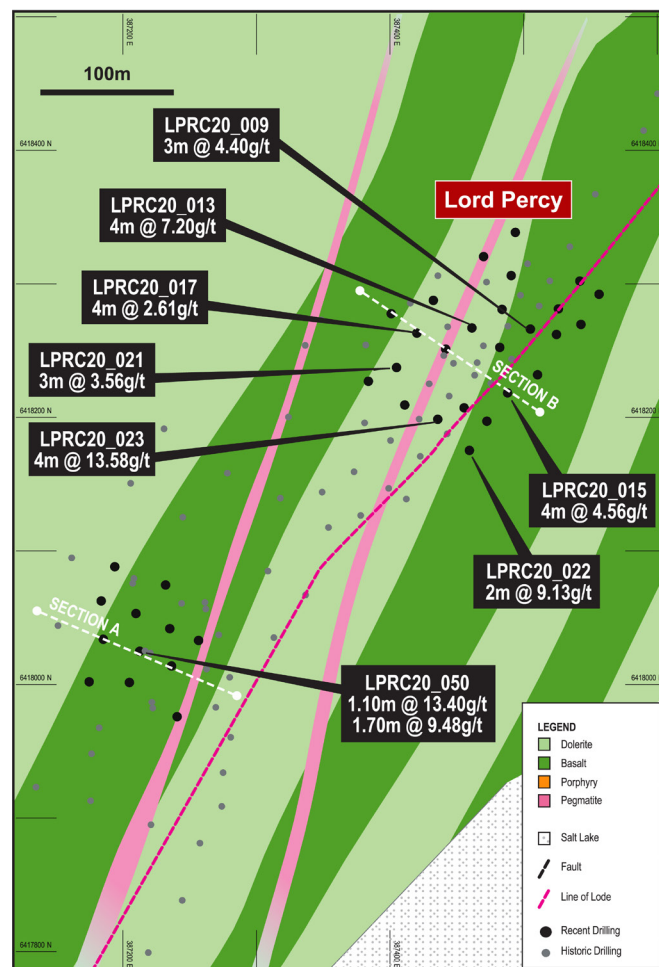 387200 E
387400 E
100m
LPRC20_009
3m @ 4.40g/t
6418400 N
6418400 N
Lord Percy
LPRC20_013
4m @ 7.20g/t
LPRC20_017
4m @ 2.61g/t
LPRC20_021
3m @ 3.56g/t
SECTION B
6418200 N
6418200 N
LPRC20_023
4m @ 13.58g/t
LPRC20_015
4m @ 4.56g/t
LPRC20_022
2m @ 9.13g/t
SECTION A
6418000 N
6418000 N
LPRC20_050
1.10m @ 13.40g/t
1.70m @ 9.48g/t
LEGEND
Dolerite
Basalt
Porphyry
Pegmatite
Salt Lake
Fault
Line of Lode
Recent Drilling
Historic Drilling
6417800 N
387200 E
387400 E